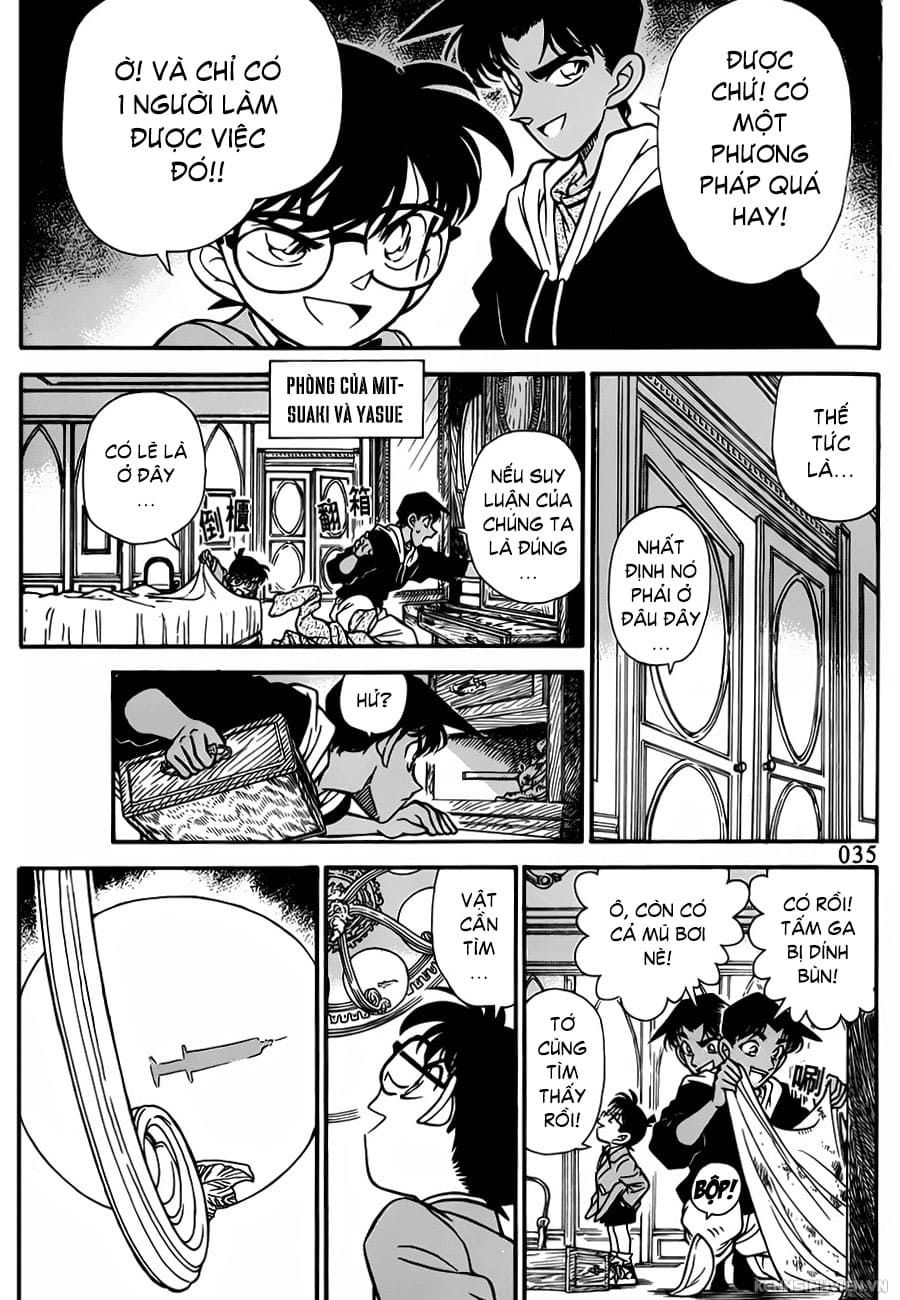 ĐƯỢC
CHỨ! CÓ
MỘT
PHƯƠNG
PHÁP QUÁ
HAY!
Ờ! VÀ CHỈ CÓ
1 NGƯỜI LÀM
ĐƯỢC VIỆC
ĐÓ!!
THẾ
TỨC
LÀ...
NHẤT
ĐỊNH NÓ
PHẢI Ở
ĐÂU ĐÂY
...
PHÒNG CỦA MIT-
SUAKI VÀ YASUE
NẾU SUY
LUẬN CỦA
CHÚNG TA
LÀ ĐÚNG
...
CÓ LẼ LÀ
Ở ĐÂY
...
翻箱
倒櫃
HỬ?
035
CÓ RỒI!
TẤM GA
BỊ DÍNH
BÙN!
Ô, CÒN CÓ
CẢ MŨ BƠI
NÈ!
TỚ
CŨNG
TÌM
THẤY
RỒI!
唰
BỘP!
VẬT
CẦN
TÌM
...